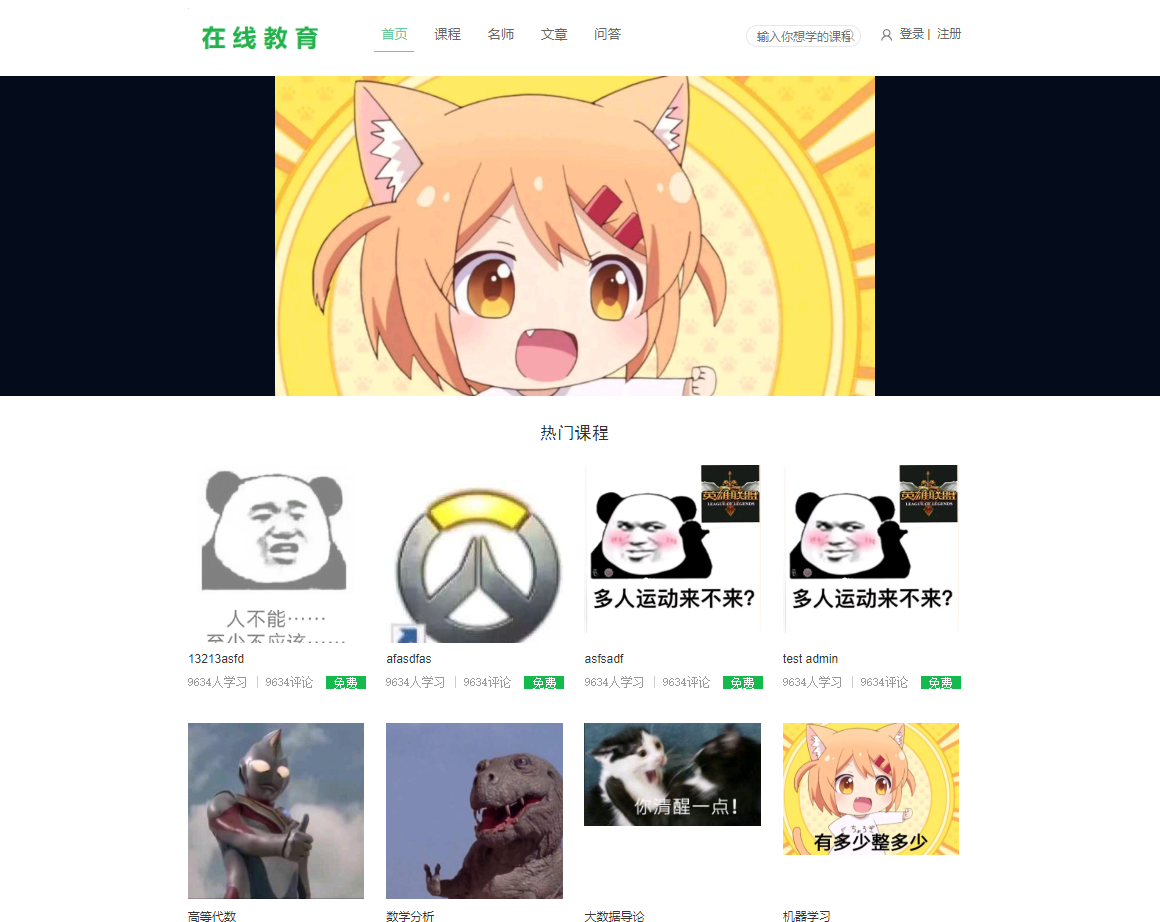 在线教育
首页 课程 名师 文章 问答
输入你想学的课程
登录 | 注册
热门课程
人不能……
至少不应该……
英雄联盟
LEAGUE OF LEGENDS
多人运动来不来?
英雄联盟
LEAGUE OF LEGENDS
多人运动来不来?
13213asfd
afasdfas
asfsadf
test admin
9634人学习 | 9634评论 免费
9634人学习 | 9634评论 免费
9634人学习 | 9634评论 免费
9634人学习 | 9634评论 免费
你清醒一点!
有多少整多少
高等代数
数学分析
大数据导论
机器学习